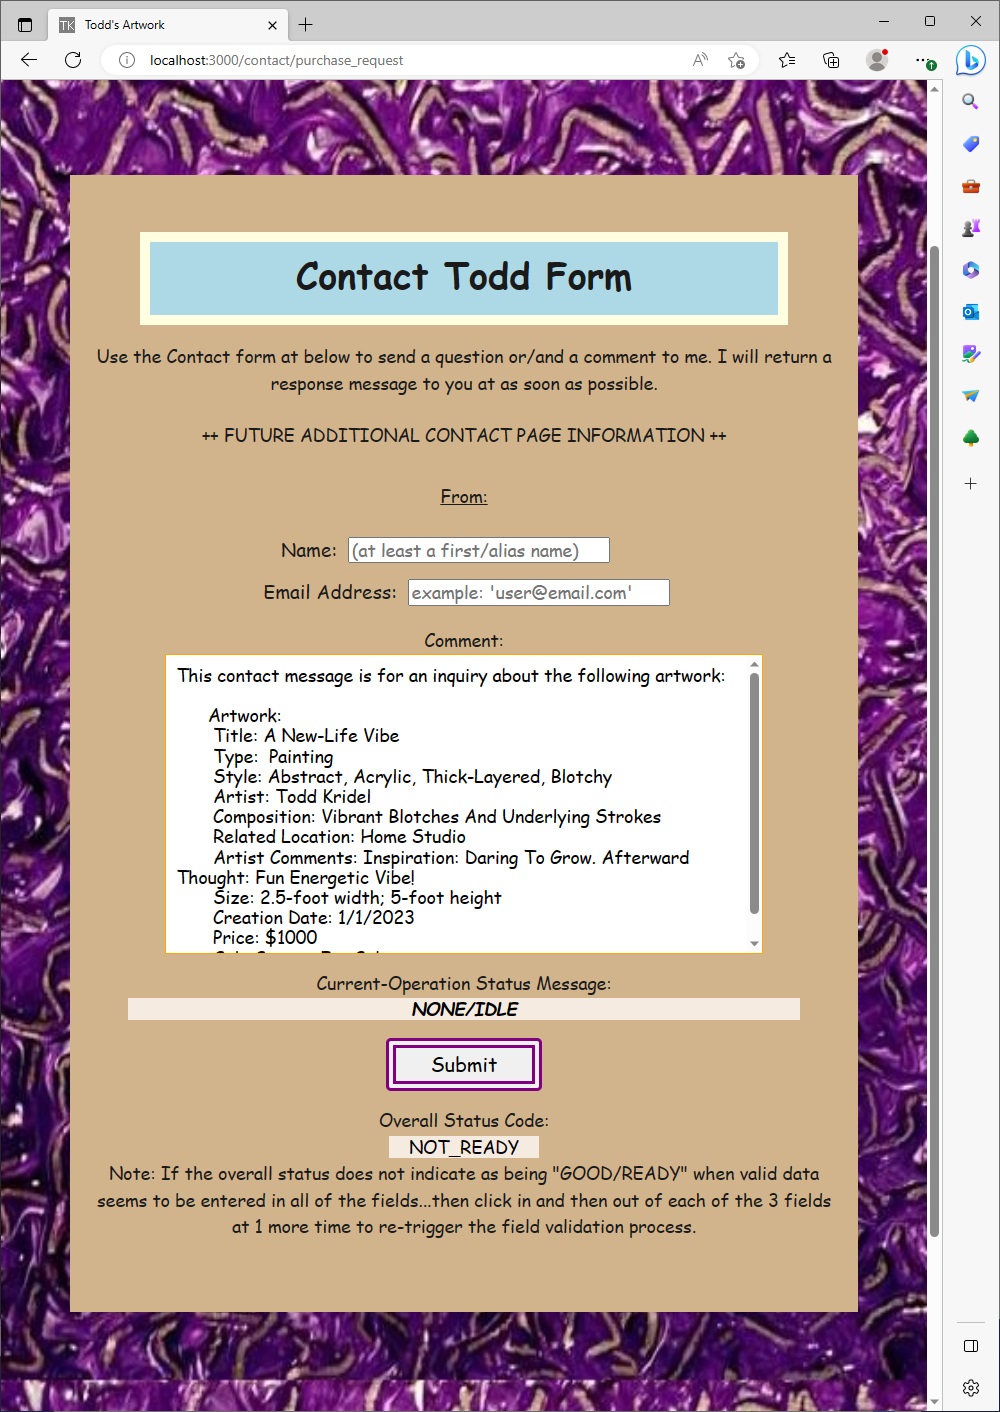 TK Todd's Artwork
localhost:3000/contact/purchase_request
Contact Todd Form
Use the Contact form at below to send a question or/and a comment to me. I will return a
response message to you at as soon as possible.
++ FUTURE ADDITIONAL CONTACT PAGE INFORMATION ++
From:
Name: (at least a first/alias name)
Email Address: example: 'user@email.com'
Comment:
This contact message is for an inquiry about the following artwork:
Artwork:
Title: A New-Life Vibe
Type: Painting
Style: Abstract, Acrylic, Thick-Layered, Blotchy
Artist: Todd Kridel
Composition: Vibrant Blotches And Underlying Strokes
Related Location: Home Studio
Artist Comments: Inspiration: Daring To Grow. Afterward
Thought: Fun Energetic Vibe!
Size: 2.5-foot width; 5-foot height
Creation Date: 1/1/2023
Price: $1000
Current-Operation Status Message:
NONE/IDLE
Submit
Overall Status Code:
NOT_READY
Note: If the overall status does not indicate as being "GOOD/READY" when valid data
seems to be entered in all of the fields...then click in and then out of each of the 3 fields
at 1 more time to re-trigger the field validation process.